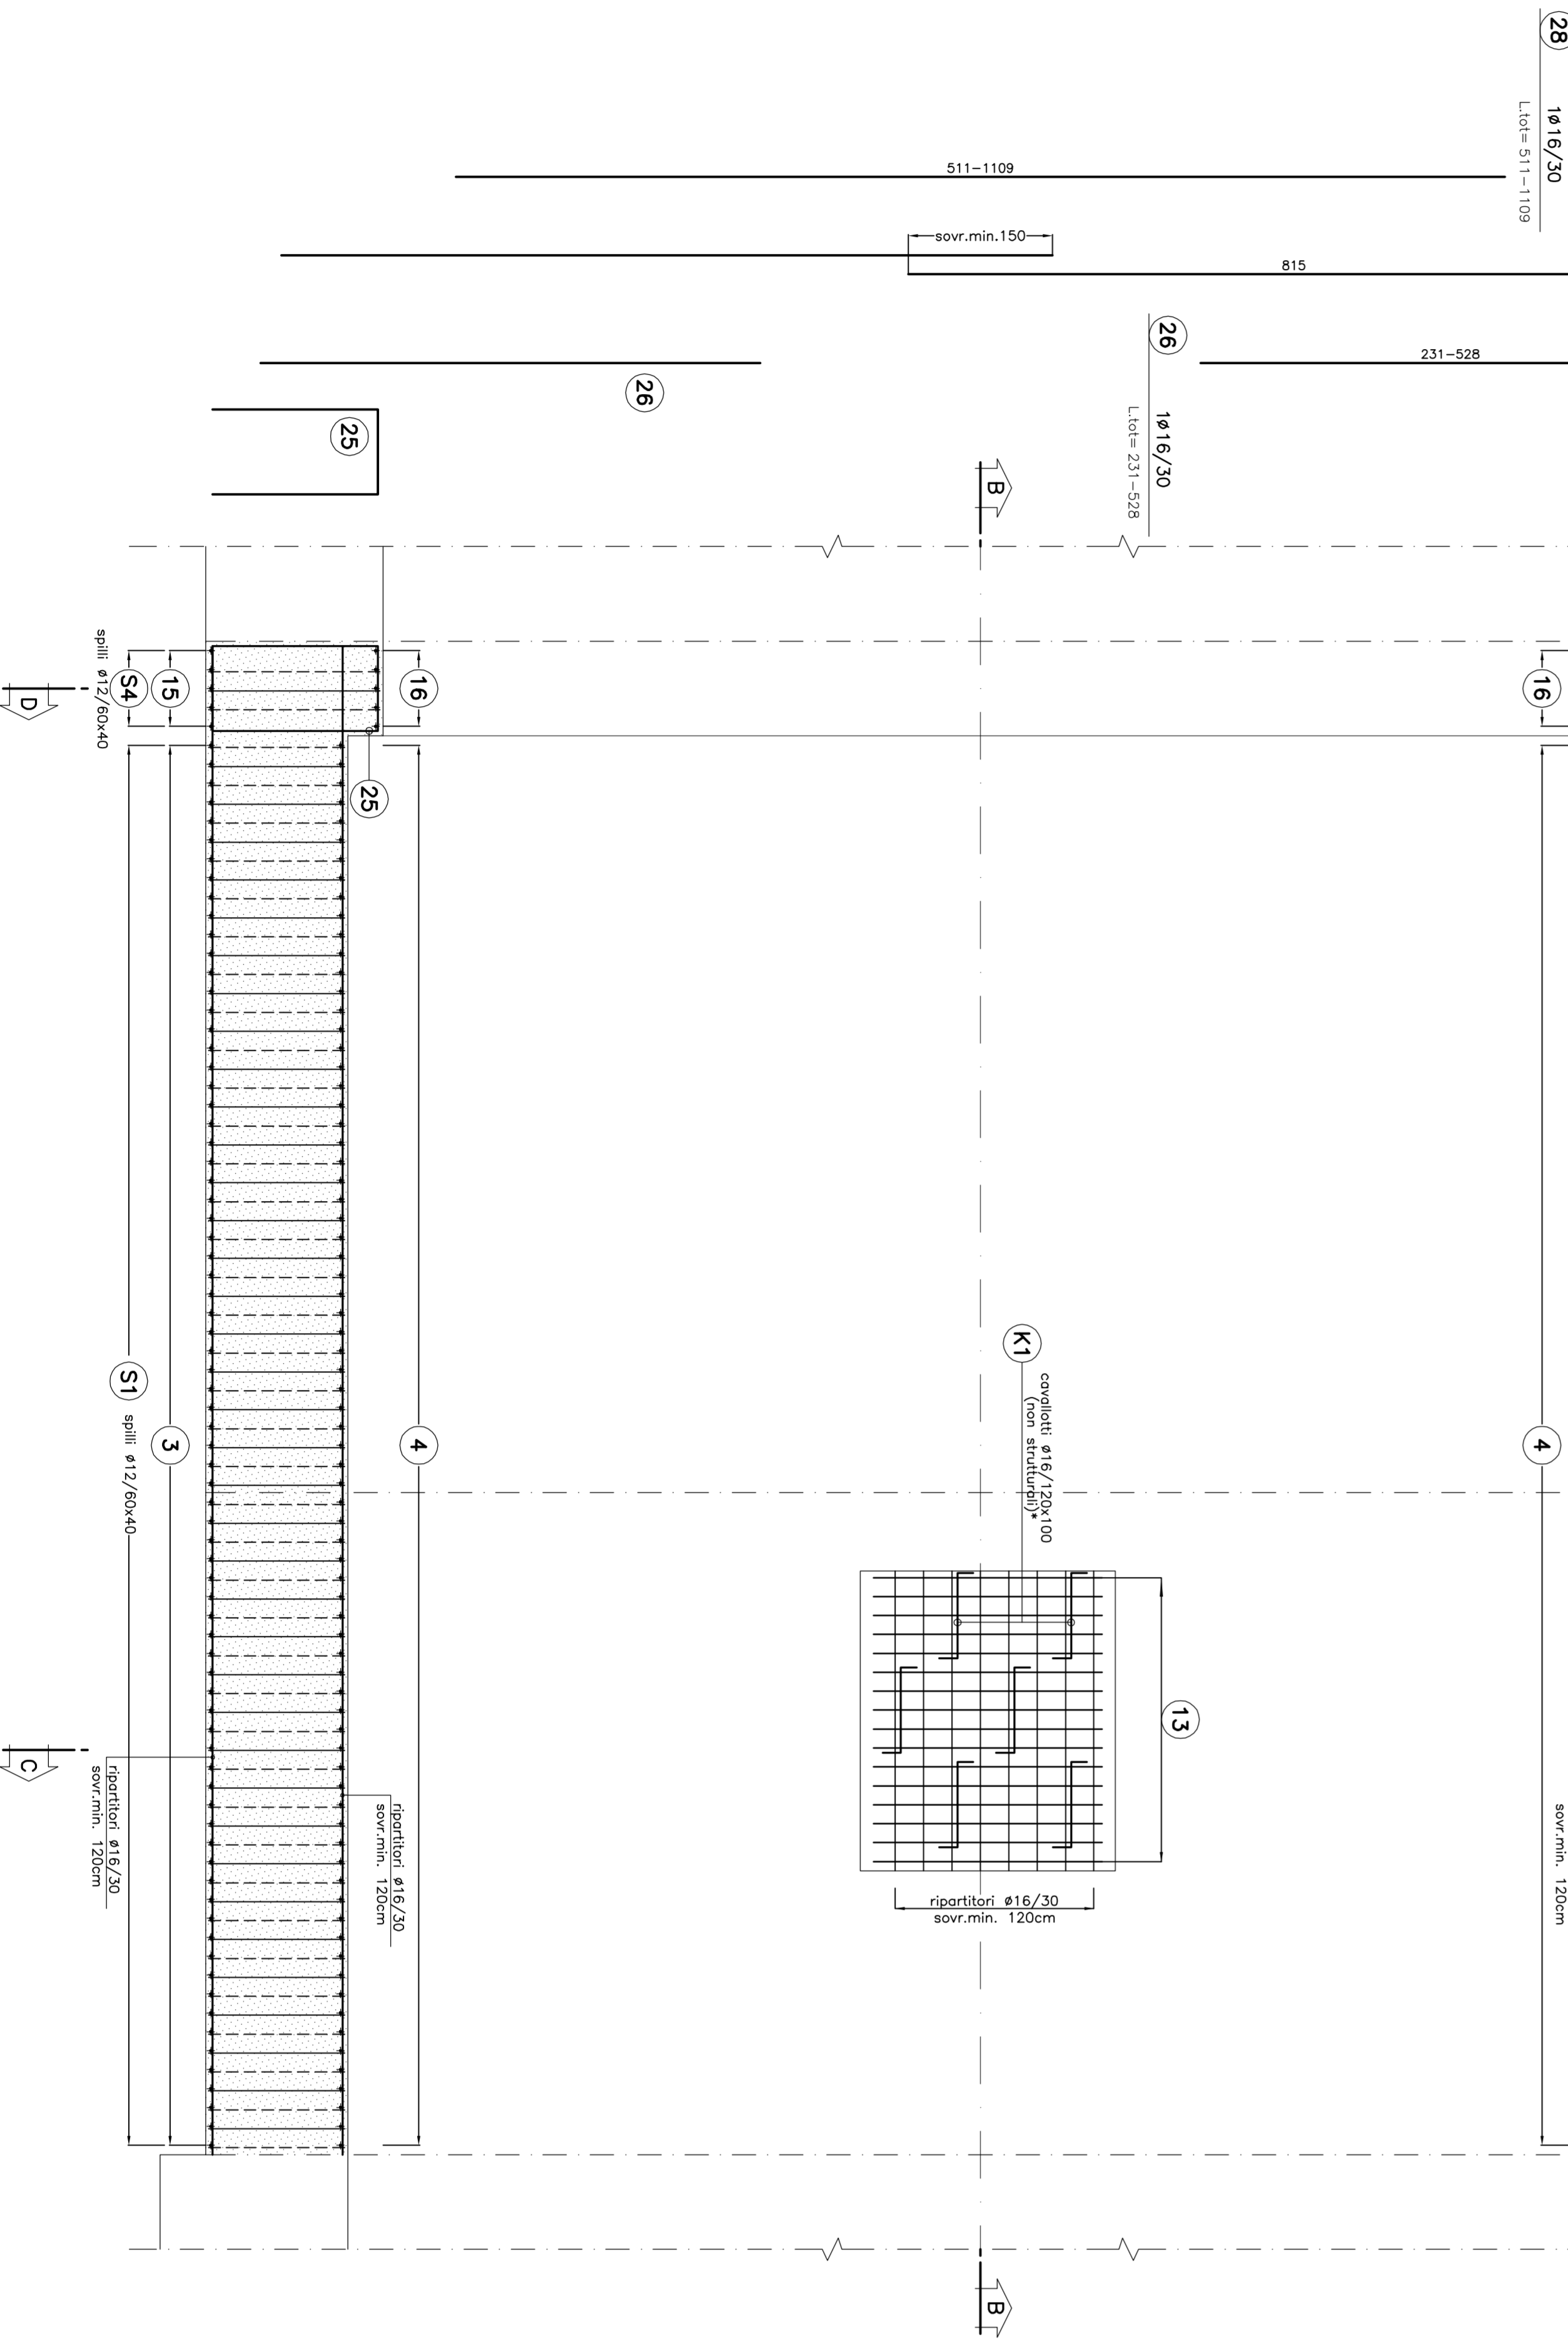 28
1ø16/30
L.tot= 511-1109
511-1109
sovr.min.150
815
26
1ø16/30
L.tot= 231-528
231-528
26
25
B
16
16
25
15
S4
spilli ø12/60x40
D
4
4
sovr.min. 120cm
K1
cavallotti ø16/120x100
(non strutturali)*
13
ripartitori ø16/30
sovr.min. 120cm
S1
spilli ø12/60x40
3
ripartitori ø16/30
sovr.min. 120cm
ripartitori ø16/30
sovr.min. 120cm
C
B